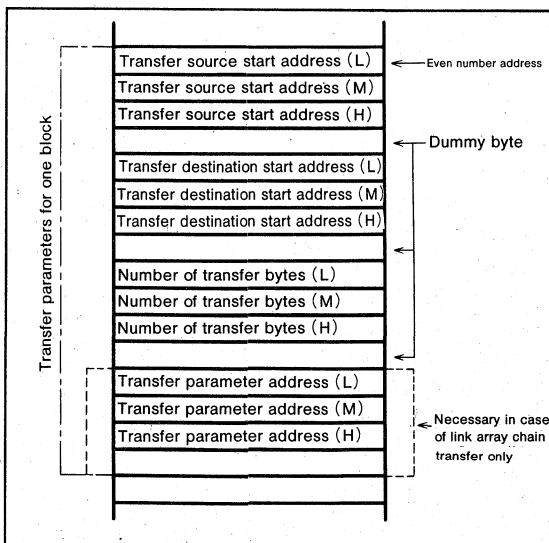 Transfer source start address (L)
Even number address
Transfer source start address (M)
Transfer source start address (H)
Dummy byte
Transfer destination start address (L)
Transfer destination start address (M)
Transfer destination start address (H)
Number of transfer bytes (L)
Number of transfer bytes (M)
Number of transfer bytes (H)
Transfer parameter address (L)
Transfer parameter address (M)
Transfer parameter address (H)
Necessary in case
of link array chain
transfer only
Transfer parameters for one block